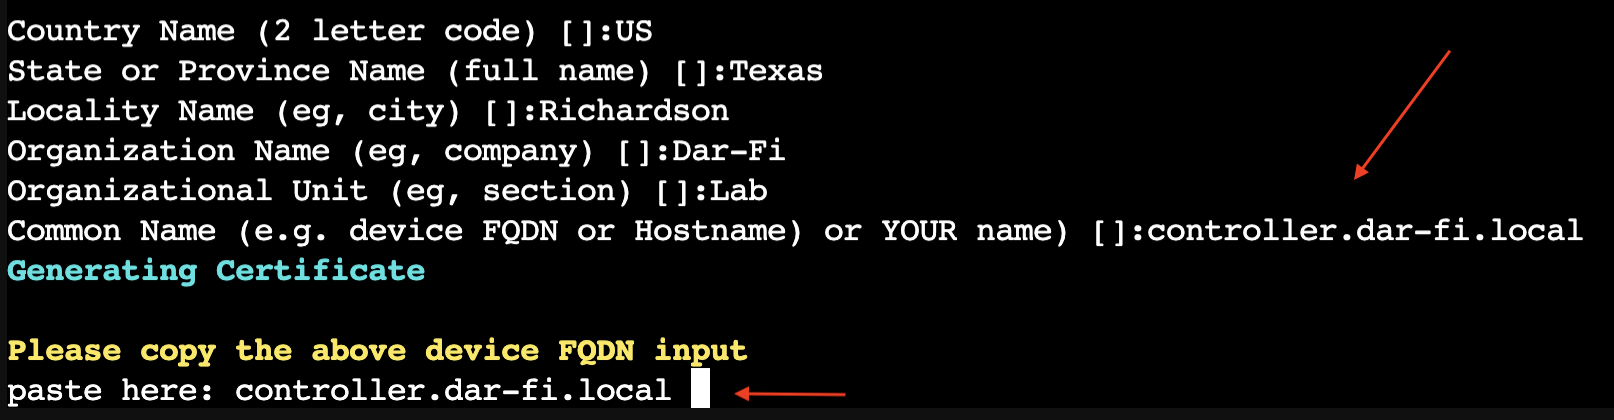 Country Name (2 letter code) []:US
State or Province Name (full name) []:Texas
Locality Name (eg, city) []:Richardson
Organization Name (eg, company) []:Dar-Fi
Organizational Unit (eg, section) []:Lab
Common Name (e.g. device FQDN or Hostname) or YOUR name) []:controller.dar-fi.local
Generating Certificate
Please copy the above device FQDN input
paste here: controller.dar-fi.local